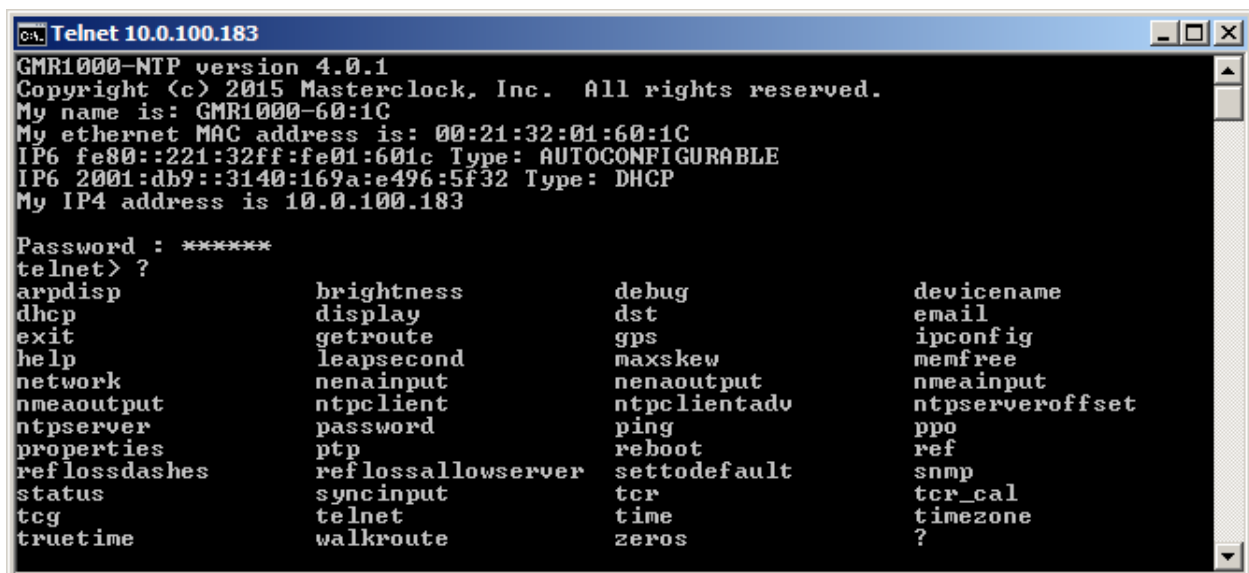 Telnet 10.0.100.183
GMR1000-NTP version 4.0.1
Copyright (c) 2015 Masterclock, Inc.  All rights reserved.
My name is: GMR1000-60:1C
My ethernet MAC address is: 00:21:32:01:60:1C
IP6 fe80::221:32ff:fe01:601c Type: AUTOCONFIGURABLE
IP6 2001:db9::3140:169a:e496:5f32 Type: DHCP
My IP4 address is 10.0.100.183
Password : ******
telnet> ?
arpdisp brightness debug devicename
dhcp display dst email
exit getroute gps ipconfig
help leapsecond maxskew memfree
network nenainput nenaoutput nmeainput
nmeaoutput ntpclient ntpclientadv ntpserveroffset
ntpserver password ping ppo
properties ptp reboot ref
reflossdashes reflossallowserver settodefault snmp
status syncinput tcr tcr_cal
tcg telnet time timezone
truetime walkroute zeros ?